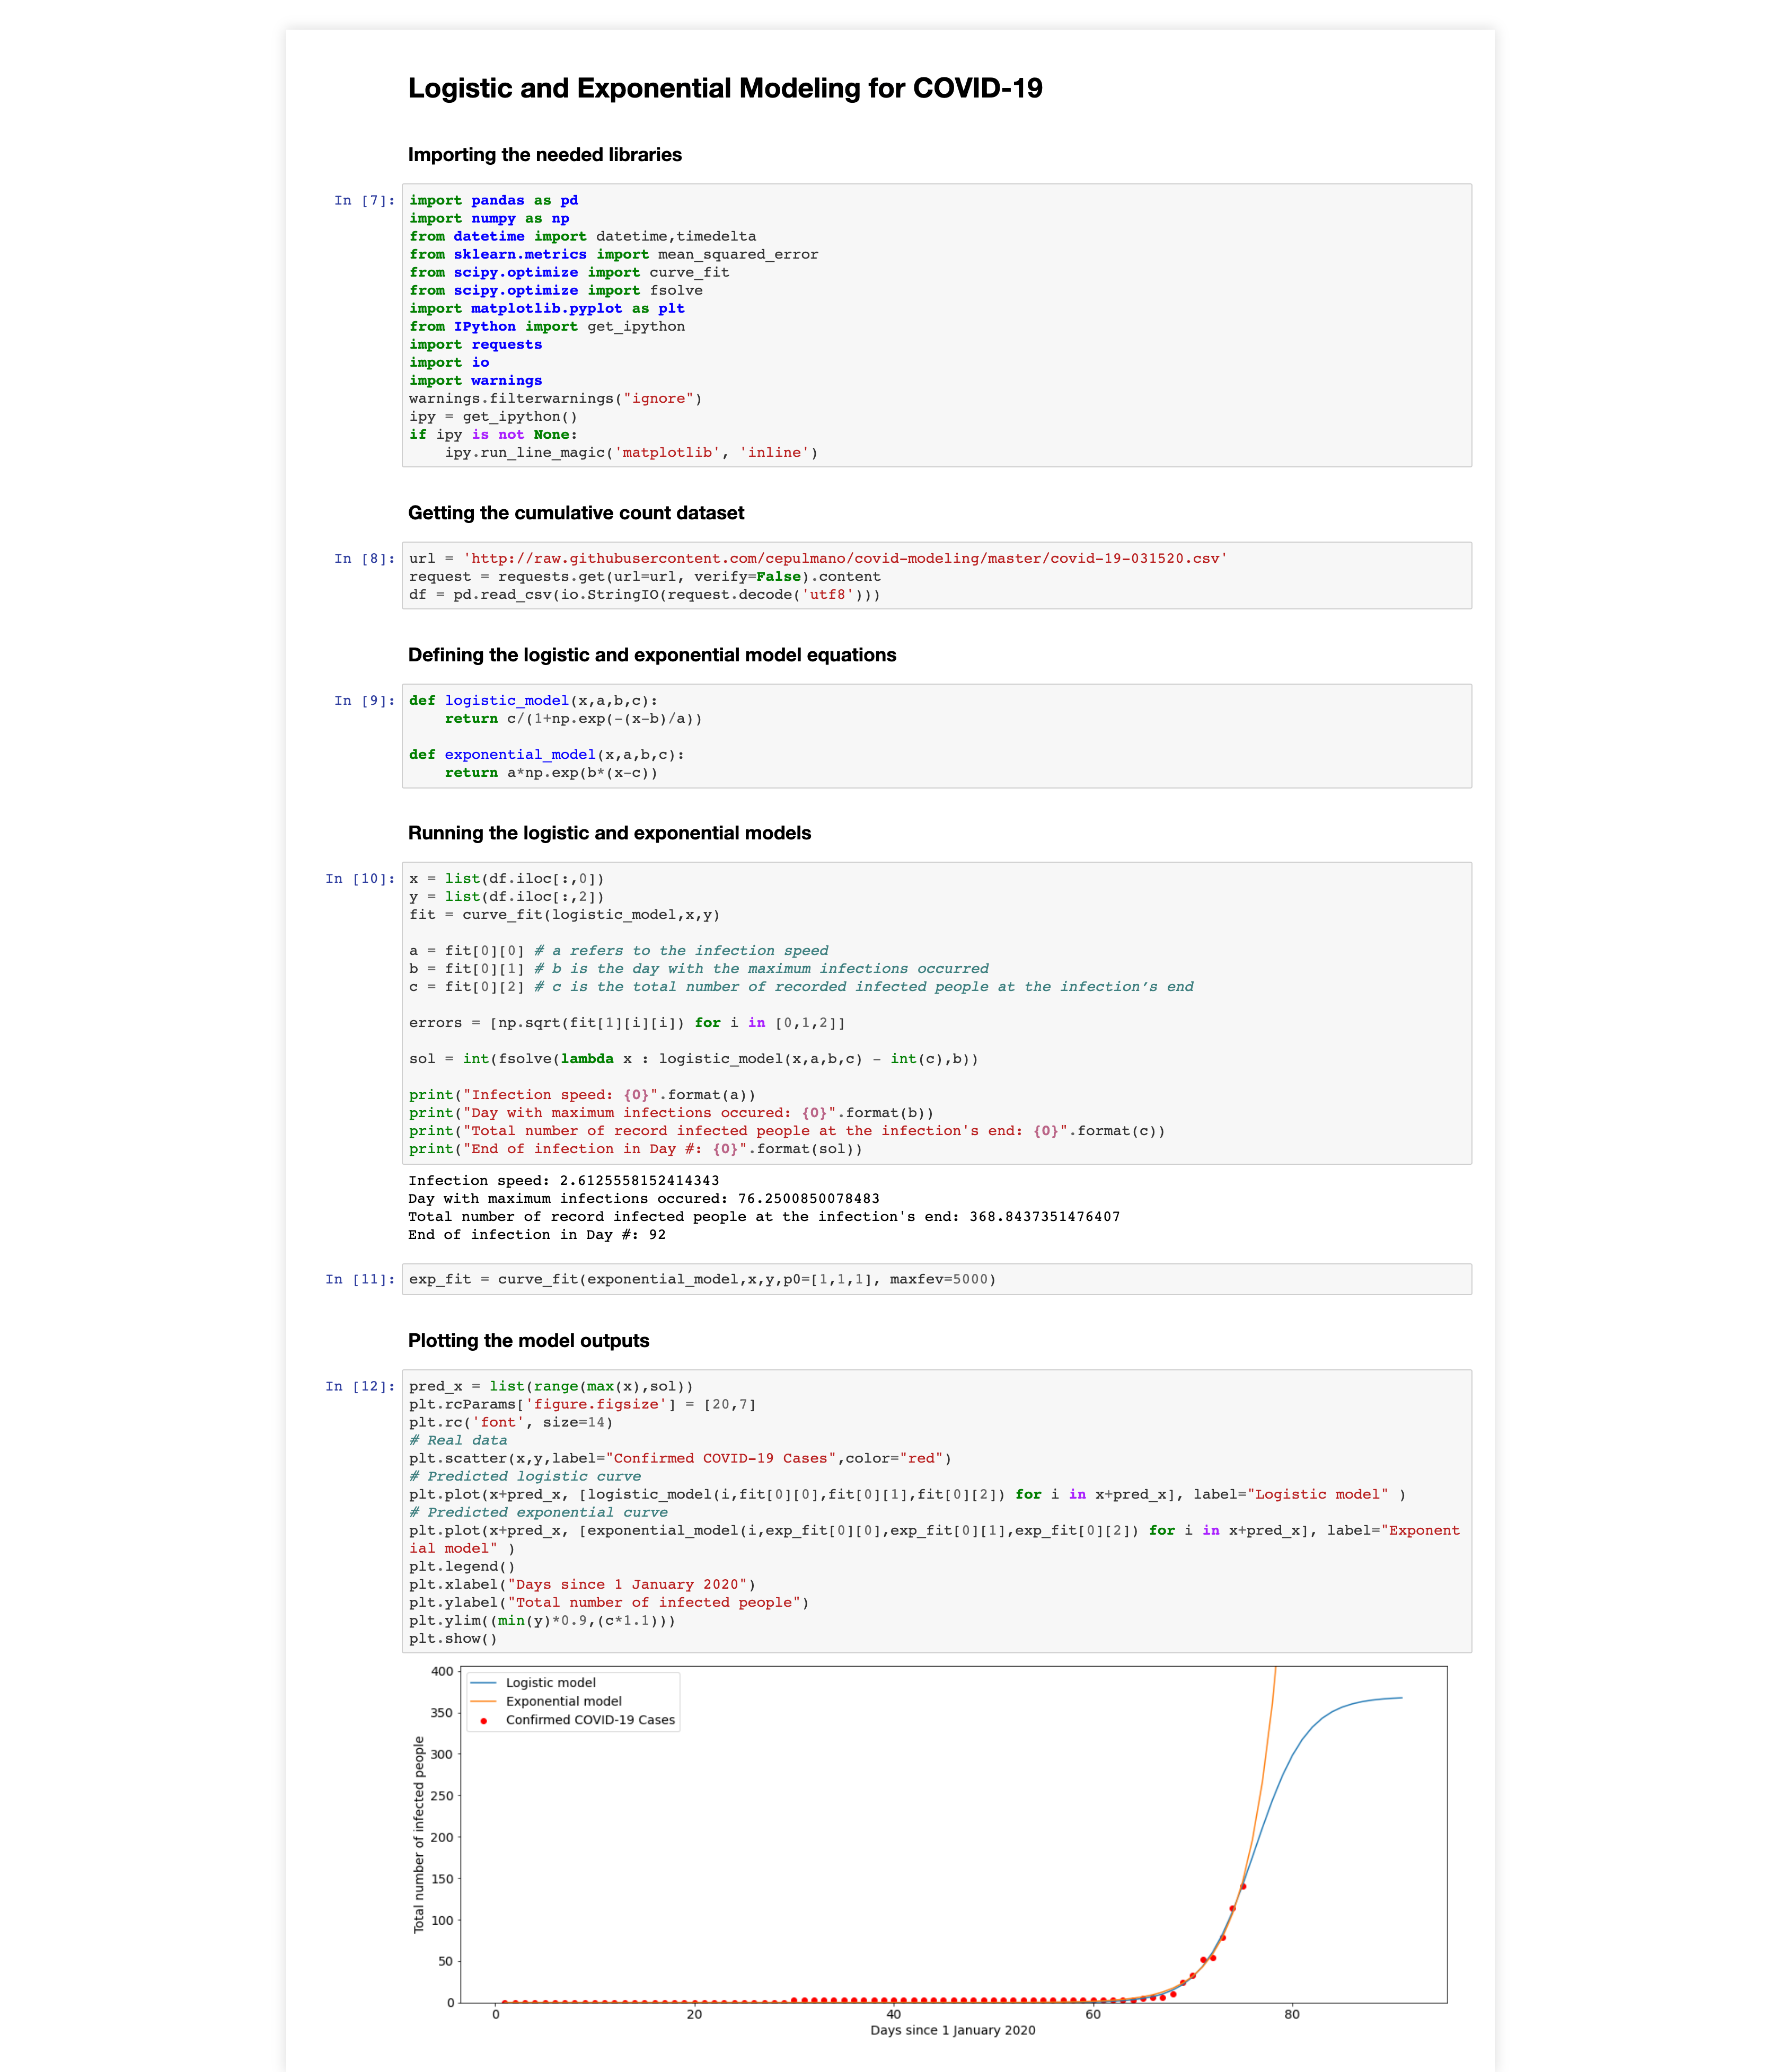 Logistic and Exponential Modeling for COVID-19
Importing the needed libraries
In [7]:
import pandas as pd
import numpy as np
from datetime import datetime,timedelta
from sklearn.metrics import mean_squared_error
from scipy.optimize import curve_fit
from scipy.optimize import fsolve
import matplotlib.pyplot as plt
from IPython import get_ipython
import requests
import io
import warnings
warnings.filterwarnings("ignore")
ipy = get_ipython()
if ipy is not None:
    ipy.run_line_magic('matplotlib', 'inline')
Getting the cumulative count dataset
In [8]:
url = 'http://raw.githubusercontent.com/cepulmano/covid-modeling/master/covid-19-031520.csv'
request = requests.get(url=url, verify=False).content
df = pd.read_csv(io.StringIO(request.decode('utf8')))
Defining the logistic and exponential model equations
In [9]:
def logistic_model(x,a,b,c):
    return c/(1+np.exp(-(x-b)/a))
def exponential_model(x,a,b,c):
    return a*np.exp(b*(x-c))
Running the logistic and exponential models
In [10]:
x = list(df.iloc[:,0])
y = list(df.iloc[:,2])
fit = curve_fit(logistic_model,x,y)
a = fit[0][0] # a refers to the infection speed
b = fit[0][1] # b is the day with the maximum infections occurred
c = fit[0][2] # c is the total number of recorded infected people at the infection’s end
errors = [np.sqrt(fit[1][i][i]) for i in [0,1,2]]
sol = int(fsolve(lambda x : logistic_model(x,a,b,c) - int(c),b))
print("Infection speed: {0}".format(a))
print("Day with maximum infections occured: {0}".format(b))
print("Total number of record infected people at the infection's end: {0}".format(c))
print("End of infection in Day #: {0}".format(sol))
Infection speed: 2.6125558152414343
Day with maximum infections occured: 76.2500850078483
Total number of record infected people at the infection's end: 368.8437351476407
End of infection in Day #: 92
In [11]:
exp_fit = curve_fit(exponential_model,x,y,p0=[1,1,1], maxfev=5000)
Plotting the model outputs
In [12]:
pred_x = list(range(max(x),sol))
plt.rcParams['figure.figsize'] = [20,7]
plt.rc('font', size=14)
# Real data
plt.scatter(x,y,label="Confirmed COVID-19 Cases",color="red")
# Predicted logistic curve
plt.plot(x+pred_x, [logistic_model(i,fit[0][0],fit[0][1],fit[0][2]) for i in x+pred_x], label="Logistic model" )
# Predicted exponential curve
plt.plot(x+pred_x, [exponential_model(i,exp_fit[0][0],exp_fit[0][1],exp_fit[0][2]) for i in x+pred_x], label="Exponent
ial model" )
plt.legend()
plt.xlabel("Days since 1 January 2020")
plt.ylabel("Total number of infected people")
plt.ylim((min(y)*0.9,(c*1.1)))
plt.show()
Logistic model
Exponential model
Confirmed COVID-19 Cases
Total number of infected people
400
350
300
250
200
150
100
50
0
0 20 40 60 80
Days since 1 January 2020